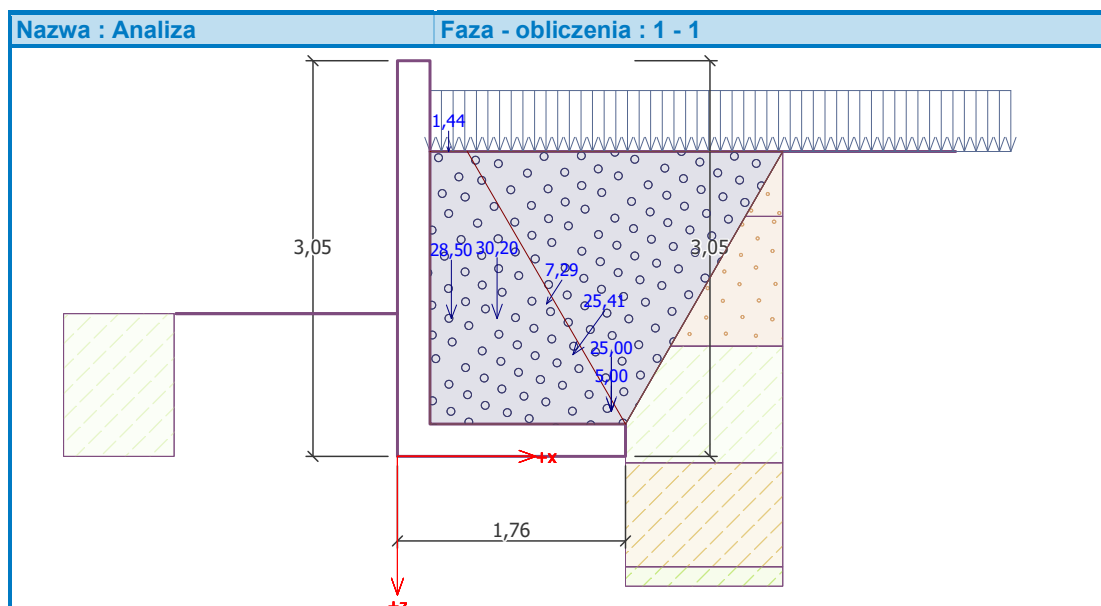 Nazwa : Analiza
Faza - obliczenia : 1 - 1
1,44
3,05
28,50
30,20
3,05
7,29
25,41
25,00
5,00
+x
1,76
+z